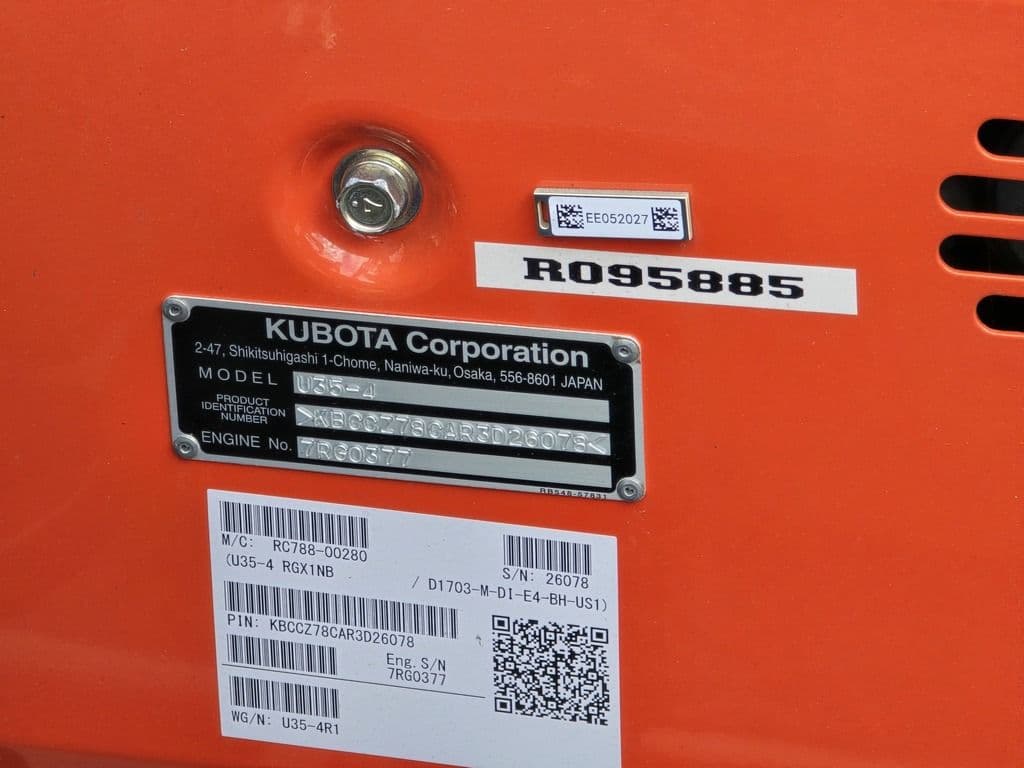 EE052027
R095885
KUBOTA Corporation
2-47, Shikitsuhigashi 1-Chome, Naniwa-ku, Osaka, 556-8601 JAPAN
MODEL U35-4
PRODUCT
IDENTIFICATION
NUMBER >KBCCZ78CAR3D26078<
ENGINE No. 7RG0377
RB548-57831
M/C: RC788-00280
S/N: 26078
(U35-4 RGX1NB / D1703-M-DI-E4-BH-US1)
PIN: KBCCZ78CAR3D26078
Eng. S/N
7RG0377
WG/N: U35-4R1